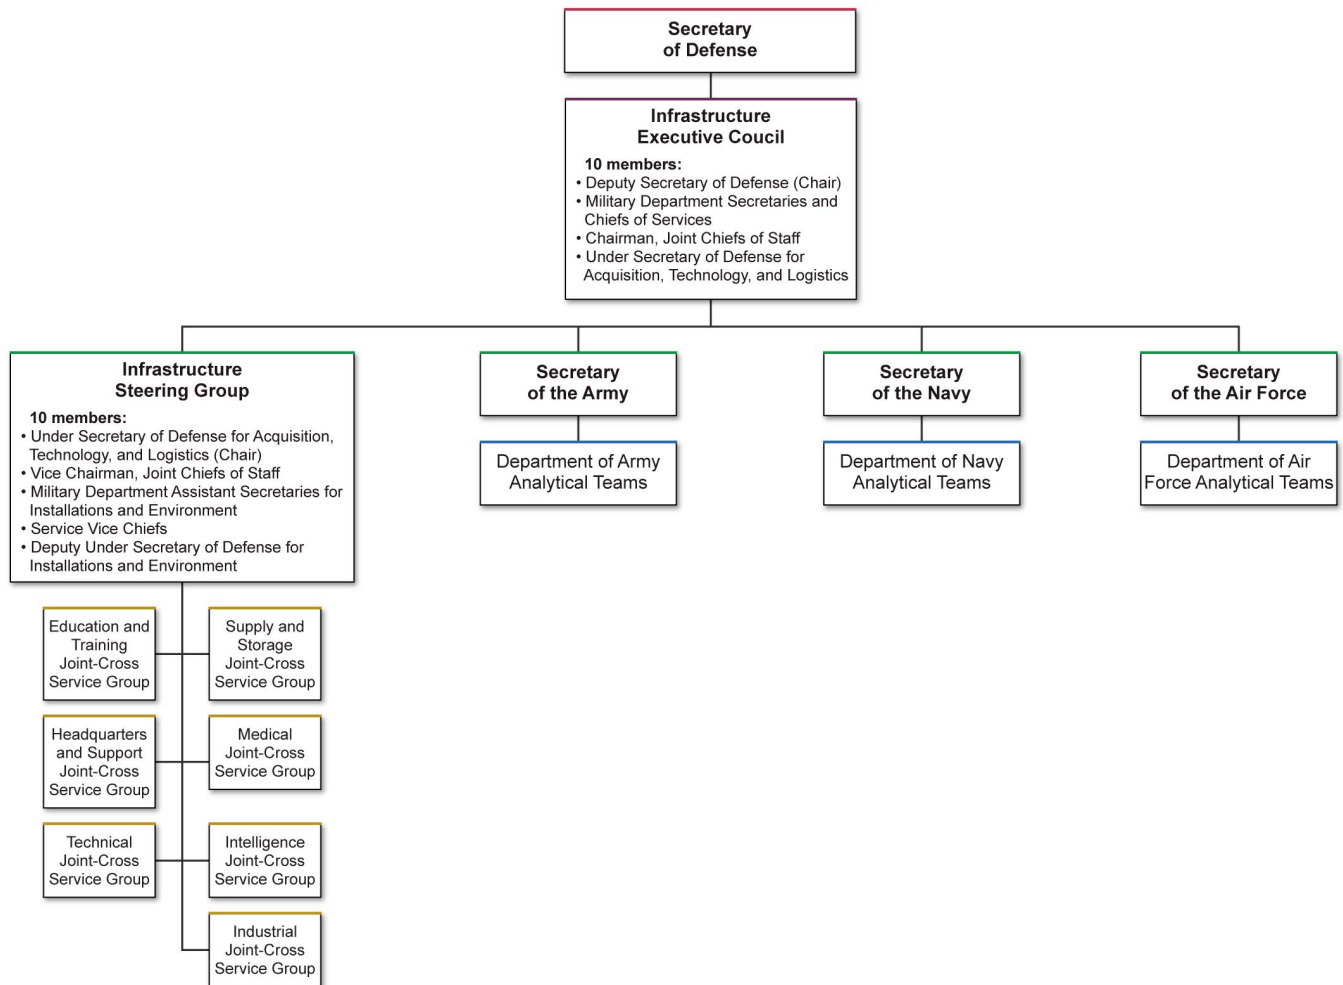 Secretary
of Defense
Infrastructure
Executive Coucil
10 members:
• Deputy Secretary of Defense (Chair)
• Military Department Secretaries and
Chiefs of Services
• Chairman, Joint Chiefs of Staff
• Under Secretary of Defense for
Acquisition, Technology, and Logistics
Infrastructure
Steering Group
10 members:
• Under Secretary of Defense for Acquisition,
Technology, and Logistics (Chair)
• Vice Chairman, Joint Chiefs of Staff
• Military Department Assistant Secretaries for
Installations and Environment
• Service Vice Chiefs
• Deputy Under Secretary of Defense for
Installations and Environment
Secretary
of the Army
Secretary
of the Navy
Secretary
of the Air Force
Department of Army
Analytical Teams
Department of Navy
Analytical Teams
Department of Air
Force Analytical Teams
Education and
Training
Joint-Cross
Service Group
Supply and
Storage
Joint-Cross
Service Group
Headquarters
and Support
Joint-Cross
Service Group
Medical
Joint-Cross
Service Group
Technical
Joint-Cross
Service Group
Intelligence
Joint-Cross
Service Group
Industrial
Joint-Cross
Service Group